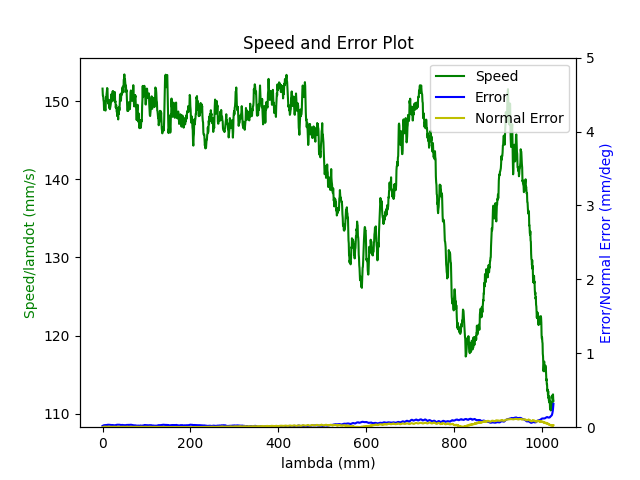 Speed and Error Plot
Speed
Error
Normal Error
Speed/lamdot (mm/s)
150
140
130
120
110
5
4
3
2
1
0
Error/Normal Error (mm/deg)
0 200 400 600 800 1000
lambda (mm)